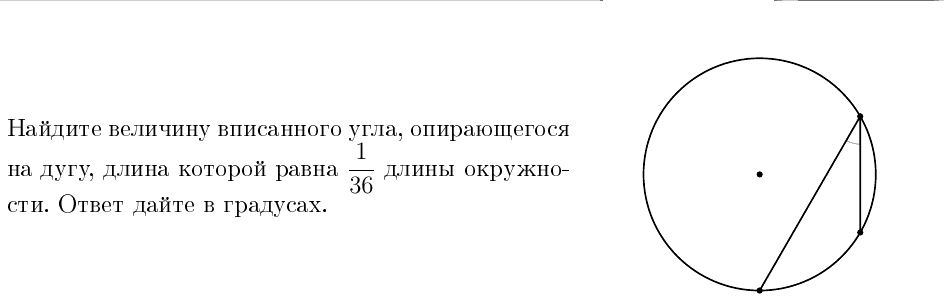 Найдите величину вписанного угла, опирающегося
на дугу, длина которой равна 1/36 длины окружно-
сти. Ответ дайте в градусах.